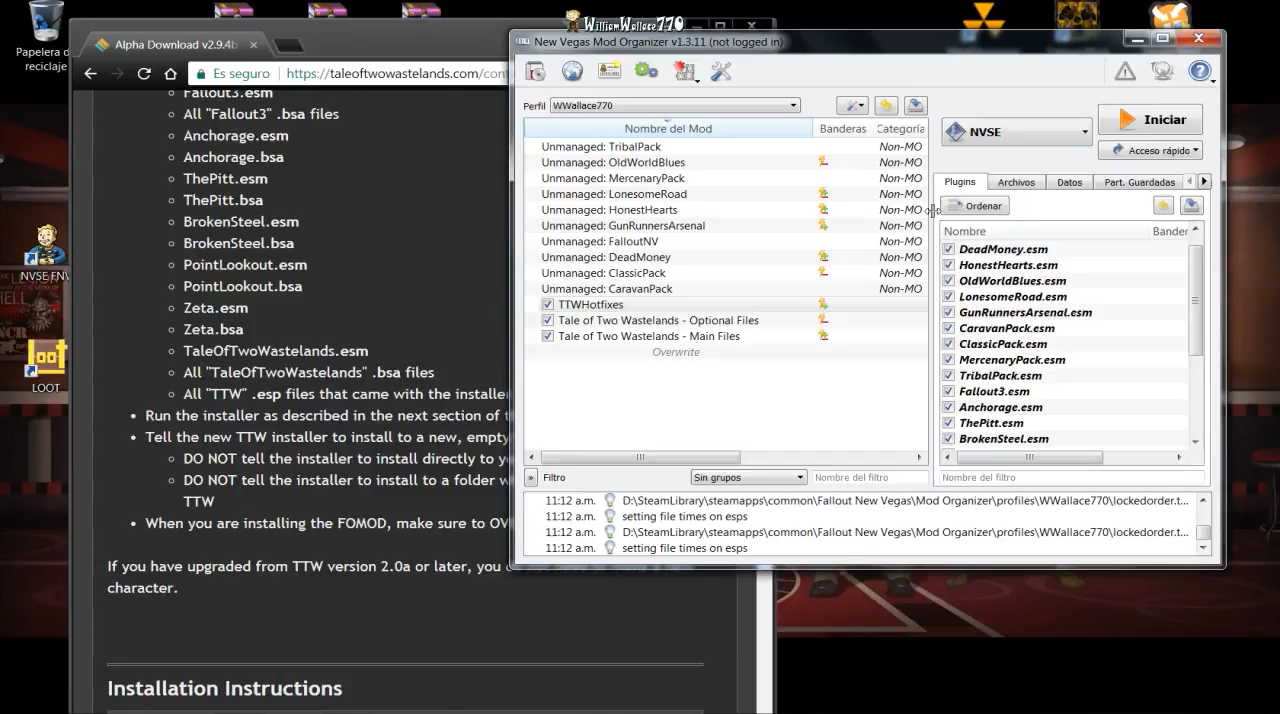 Papelera de
reciclaje
NVSE FNV
LOOT
WilliamWallace770
Alpha Download v2.9.4b
Es seguro
https://taleoftwowastelands.com/cont
Fallout3.esm
All "Fallout3" .bsa files
Anchorage.esm
Anchorage.bsa
ThePitt.esm
ThePitt.bsa
BrokenSteel.esm
BrokenSteel.bsa
PointLookout.esm
PointLookout.bsa
Zeta.esm
Zeta.bsa
TaleOfTwoWastelands.esm
All "TaleOfTwoWastelands" .bsa files
All "TTW" .esp files that came with the installer
Run the installer as described in the next section of t
Tell the new TTW installer to install to a new, empty
DO NOT tell the installer to install directly to yo
DO NOT tell the installer to install to a folder w
TTW
When you are installing the FOMOD, make sure to OV
If you have upgraded from TTW version 2.0a or later, you
character.
Installation Instructions
New Vegas Mod Organizer v1.3.11 (not logged in)
Perfil WWallace770
Nombre del Mod Banderas Categoría
Unmanaged: TribalPack Non-MO
Unmanaged: OldWorldBlues Non-MO
Unmanaged: MercenaryPack Non-MO
Unmanaged: LonesomeRoad Non-MO
Unmanaged: HonestHearts Non-MO
Unmanaged: GunRunnersArsenal Non-MO
Unmanaged: FalloutNV Non-MO
Unmanaged: DeadMoney Non-MO
Unmanaged: ClassicPack Non-MO
Unmanaged: CaravanPack Non-MO
TTWHotfixes
Tale of Two Wastelands - Optional Files
Tale of Two Wastelands - Main Files
Overwrite
» Filtro Sin grupos Nombre del filtro
NVSE
Iniciar
Acceso rápido
Plugins Archivos Datos Part. Guardadas
Ordenar
Nombre Bander
DeadMoney.esm
HonestHearts.esm
OldWorldBlues.esm
LonesomeRoad.esm
GunRunnersArsenal.esm
CaravanPack.esm
ClassicPack.esm
MercenaryPack.esm
TribalPack.esm
Fallout3.esm
Anchorage.esm
ThePitt.esm
BrokenSteel.esm
Nombre del filtro
11:12 a.m. D:\SteamLibrary\steamapps\common\Fallout New Vegas\Mod Organizer\profiles\WWallace770\lockedorder.t...
11:12 a.m. setting file times on esps
11:12 a.m. D:\SteamLibrary\steamapps\common\Fallout New Vegas\Mod Organizer\profiles\WWallace770\lockedorder.t...
11:12 a.m. setting file times on esps